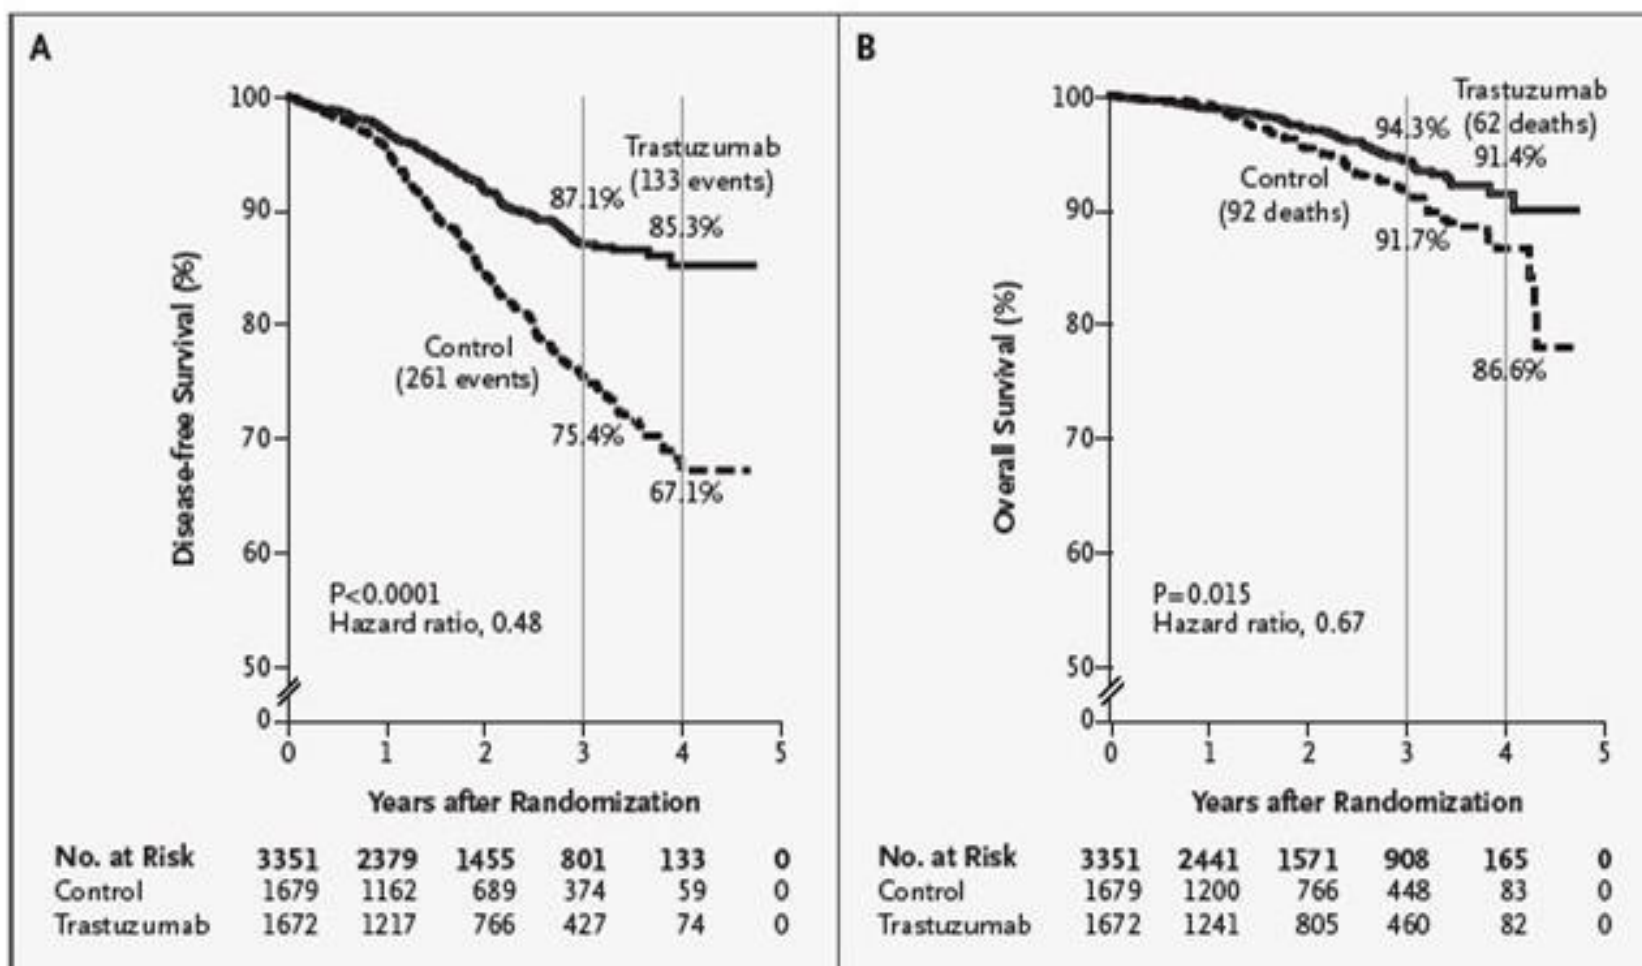 A
100
90
80
70
60
50
0
Disease-free Survival (%)
Trastuzumab
(133 events)
87.1%
85.3%
Control
(261 events)
75.4%
67.1%
P<0.0001
Hazard ratio, 0.48
0 1 2 3 4 5
Years after Randomization
No. at Risk 3351 2379 1455 801 133 0
Control 1679 1162 689 374 59 0
Trastuzumab 1672 1217 766 427 74 0
B
100
90
80
70
60
50
0
Overall Survival (%)
Trastuzumab
(62 deaths)
94.3%
91.4%
Control
(92 deaths)
91.7%
86.6%
P=0.015
Hazard ratio, 0.67
0 1 2 3 4 5
Years after Randomization
No. at Risk 3351 2441 1571 908 165 0
Control 1679 1200 766 448 83 0
Trastuzumab 1672 1241 805 460 82 0